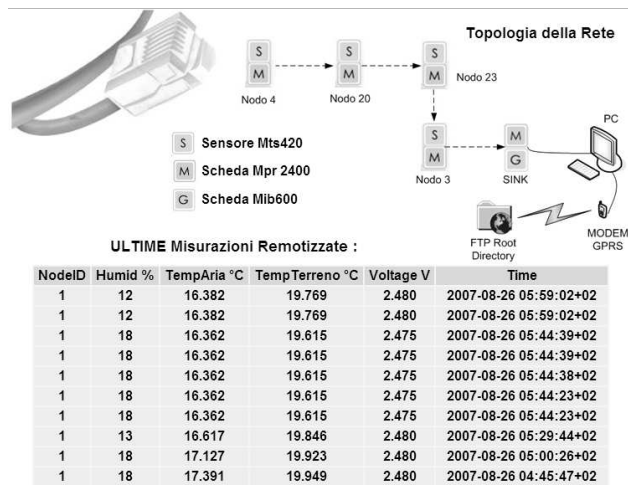 Topologia della Rete
S
S
S
M
M
M
Nodo 4
Nodo 20
Nodo 23
S
M
Nodo 3
M
G
SINK
PC
S Sensore Mts420
M Scheda Mpr 2400
G Scheda Mib600
FTP Root
Directory
MODEM
GPRS
ULTIME Misurazioni Remotizzate :
NodeID Humid % TempAria °C TempTerreno °C Voltage V Time
1 12 16.382 19.769 2.480 2007-08-26 05:59:02+02
1 12 16.382 19.769 2.480 2007-08-26 05:59:02+02
1 18 16.362 19.615 2.475 2007-08-26 05:44:39+02
1 18 16.362 19.615 2.475 2007-08-26 05:44:39+02
1 18 16.362 19.615 2.475 2007-08-26 05:44:38+02
1 18 16.362 19.615 2.475 2007-08-26 05:44:23+02
1 18 16.362 19.615 2.475 2007-08-26 05:44:23+02
1 13 16.617 19.846 2.480 2007-08-26 05:29:44+02
1 18 17.127 19.923 2.480 2007-08-26 05:00:26+02
1 18 17.391 19.949 2.480 2007-08-26 04:45:47+02